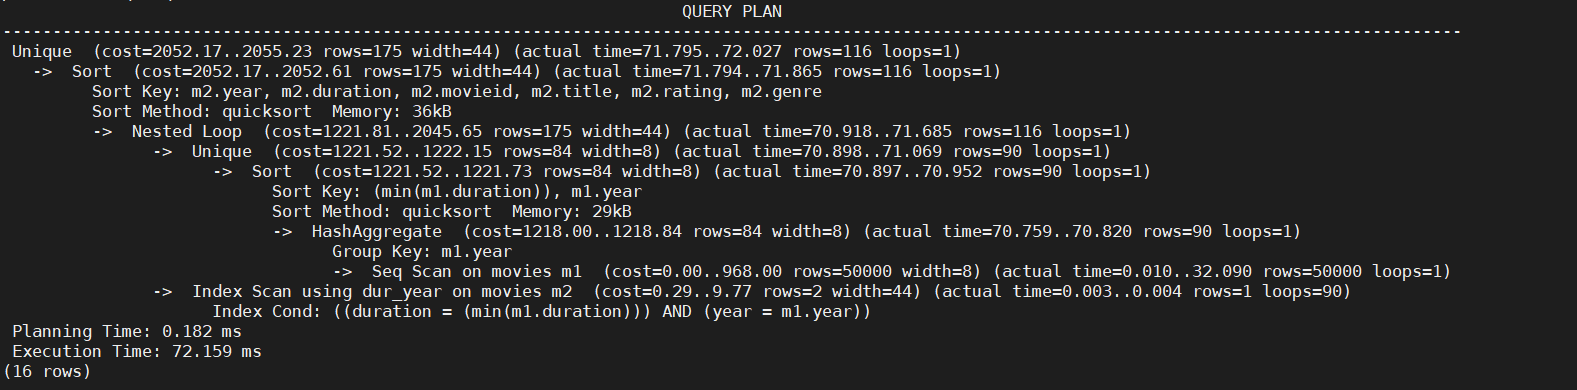 QUERY PLAN
--------------------------------------------------------------------------------------------------------------------------------------------------
Unique  (cost=2052.17..2055.23 rows=175 width=44) (actual time=71.795..72.027 rows=116 loops=1)
  ->  Sort  (cost=2052.17..2052.61 rows=175 width=44) (actual time=71.794..71.865 rows=116 loops=1)
        Sort Key: m2.year, m2.duration, m2.movieid, m2.title, m2.rating, m2.genre
        Sort Method: quicksort  Memory: 36kB
        ->  Nested Loop  (cost=1221.81..2045.65 rows=175 width=44) (actual time=70.918..71.685 rows=116 loops=1)
              ->  Unique  (cost=1221.52..1222.15 rows=84 width=8) (actual time=70.898..71.069 rows=90 loops=1)
                    ->  Sort  (cost=1221.52..1221.73 rows=84 width=8) (actual time=70.897..70.952 rows=90 loops=1)
                          Sort Key: (min(m1.duration)), m1.year
                          Sort Method: quicksort  Memory: 29kB
                          ->  HashAggregate  (cost=1218.00..1218.84 rows=84 width=8) (actual time=70.759..70.820 rows=90 loops=1)
                                Group Key: m1.year
                                ->  Seq Scan on movies m1  (cost=0.00..968.00 rows=50000 width=8) (actual time=0.010..32.090 rows=50000 loops=1)
              ->  Index Scan using dur_year on movies m2  (cost=0.29..9.77 rows=2 width=44) (actual time=0.003..0.004 rows=1 loops=90)
                    Index Cond: ((duration = (min(m1.duration))) AND (year = m1.year))
Planning Time: 0.182 ms
Execution Time: 72.159 ms
(16 rows)